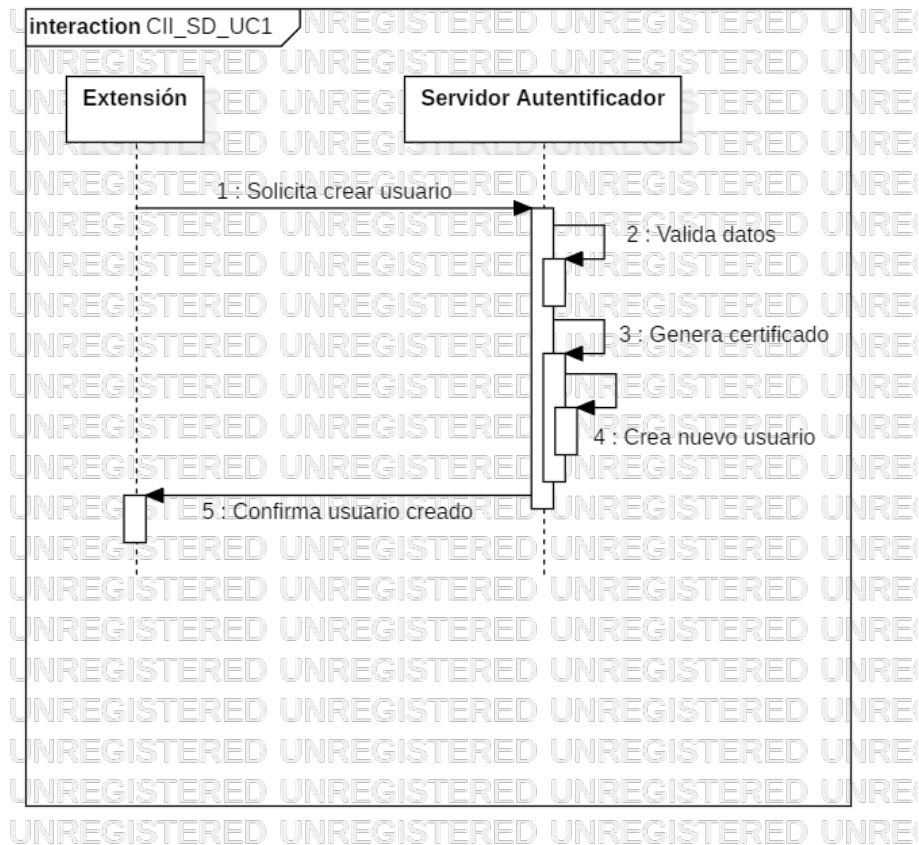 interaction CII_SD_UC1
Extensión
Servidor Autentificador
1 : Solicita crear usuario
2 : Valida datos
3 : Genera certificado
4 : Crea nuevo usuario
5 : Confirma usuario creado
UNREGISTERED UNREGISTERED UNREGISTERED UNRE